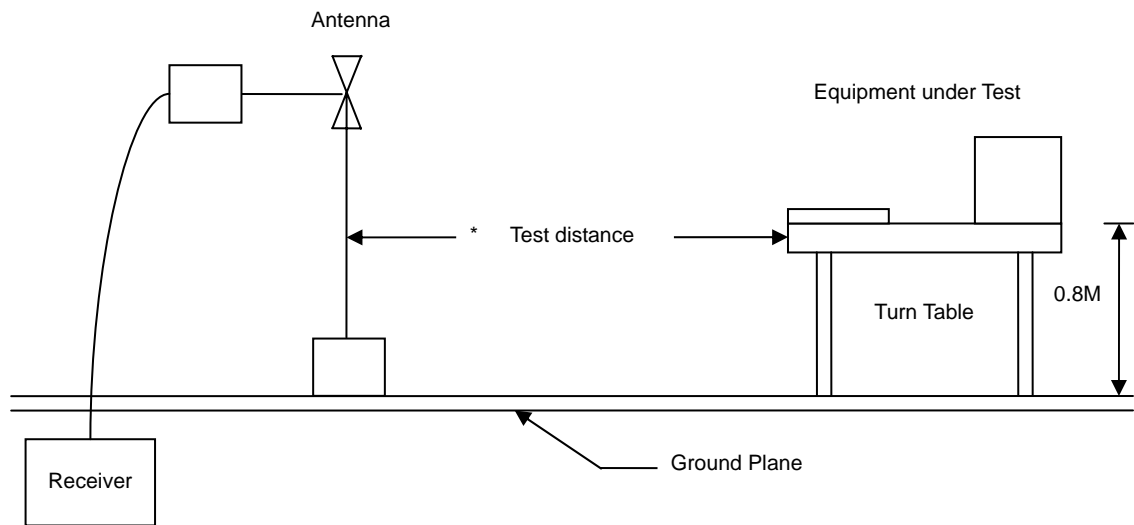 Antenna
Equipment under Test
* Test distance
0.8M
Turn Table
Ground Plane
Receiver